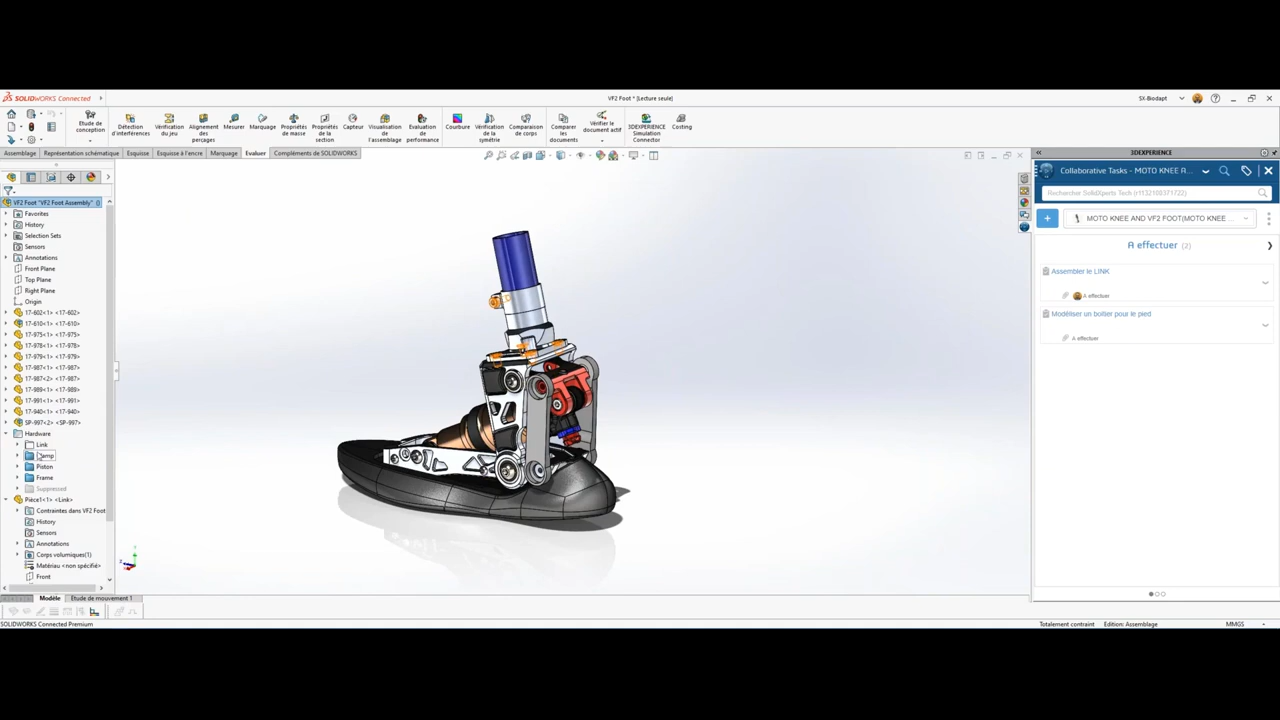 SOLIDWORKS Connected
VF2 Foot * [Lecture seule]
SX-Biodapt
Etude de conception
Détection d'interférences
Vérification du jeu
Alignement des perçages
Mesurer
Marquage
Propriétés de masse
Propriétés de la section
Capteur
Visualisation de l'assemblage
Evaluation de performance
Courbure
Vérification de la symétrie
Comparaison de corps
Comparer les documents
Vérifier le document actif
3DEXPERIENCE Simulation Connector
Costing
Assemblage
Représentation schématique
Esquisse
Esquisse à l'encre
Marquage
Evaluer
Compléments de SOLIDWORKS
VF2 Foot "VF2 Foot Assembly" ()
Favorites
History
Selection Sets
Sensors
Annotations
Front Plane
Top Plane
Right Plane
Origin
17-602<1> <17-602>
17-610<1> <17-610>
17-975<1> <17-975>
17-978<1> <17-978>
17-979<1> <17-979>
17-987<1> <17-987>
17-987<2> <17-987>
17-989<1> <17-989>
17-991<1> <17-991>
17-940<1> <17-940>
SP-997<2> <SP-997>
Hardware
Link
Piston
Frame
Suppressed
Pièce1<1> <Link>
Contraintes dans VF2 Foot
History
Sensors
Annotations
Corps volumiques(1)
Matériau <non spécifié>
Front
Modèle
Etude de mouvement 1
SOLIDWORKS Connected Premium
Totalement contraint
Edition: Assemblage
MMGS
3DEXPERIENCE
Collaborative Tasks - MOTO KNEE A...
Rechercher SolidXperts Tech (r1132100371722)
MOTO KNEE AND VF2 FOOT(MOTO KNEE ...
A effectuer (2)
Assembler le LINK
A effectuer
Modéliser un boitier pour le pied
A effectuer